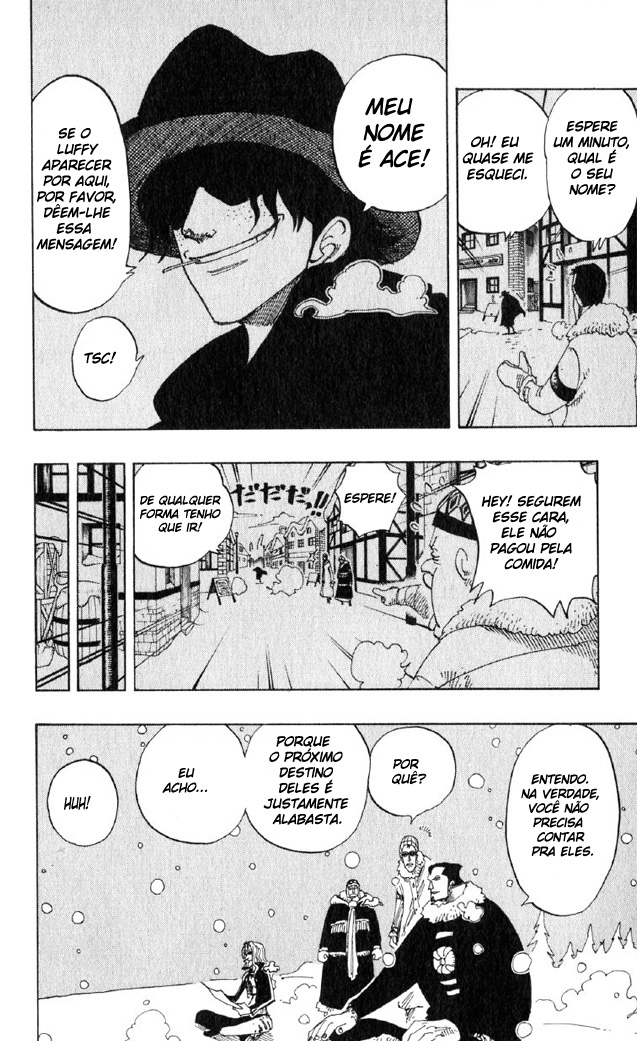 ESPERE
UM MINUTO,
QUAL É
O SEU
NOME?
OH! EU
QUASE ME
ESQUECI.
MEU
NOME
É ACE!
SE O
LUFFY
APARECER
POR AQUI,
POR FAVOR,
DÊEM-LHE
ESSA
MENSAGEM!
TSC!
HEY! SEGUREM
ESSE CARA,
ELE NÃO
PAGOU PELA
COMIDA!
ESPERE!
だだだっ!!
DE QUALQUER
FORMA TENHO
QUE IR!
ENTENDO.
NA VERDADE,
VOCÊ NÃO
PRECISA
CONTAR
PRA ELES.
POR
QUÊ?
PORQUE
O PRÓXIMO
DESTINO
DELES É
JUSTAMENTE
ALABASTA.
EU
ACHO...
HUH!